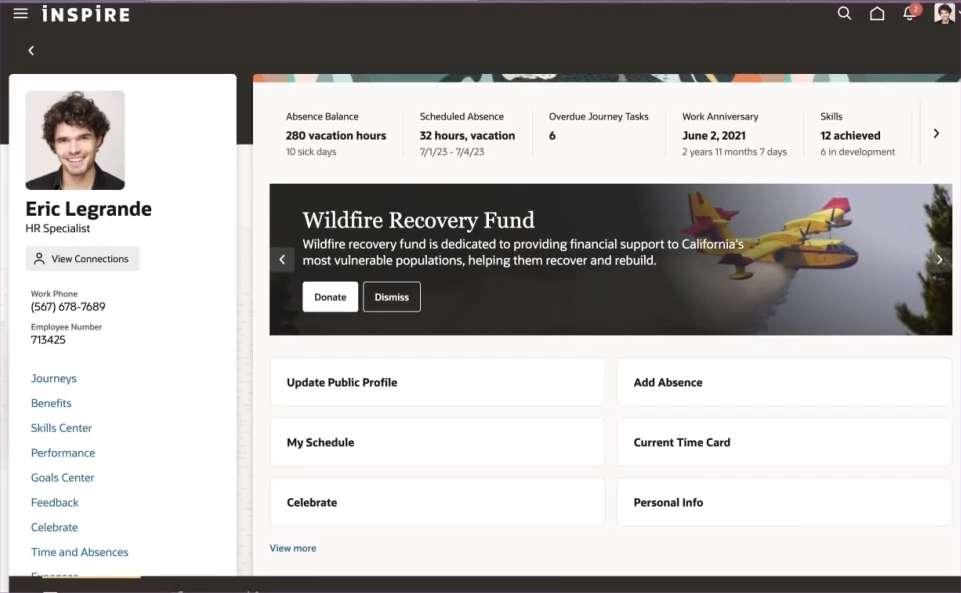 iNSPiRE
2
Eric Legrande
HR Specialist
View Connections
Work Phone
(567) 678-7689
Employee Number
713425
Journeys
Benefits
Skills Center
Performance
Goals Center
Feedback
Celebrate
Time and Absences
Absence Balance
280 vacation hours
10 sick days
Scheduled Absence
32 hours, vacation
7/1/23 - 7/4/23
Overdue Journey Tasks
6
Work Anniversary
June 2, 2021
2 years 11 months 7 days
Skills
12 achieved
6 in development
Wildfire Recovery Fund
Wildfire recovery fund is dedicated to providing financial support to California's
most vulnerable populations, helping them recover and rebuild.
Donate
Dismiss
Update Public Profile
Add Absence
My Schedule
Current Time Card
Celebrate
Personal Info
View more